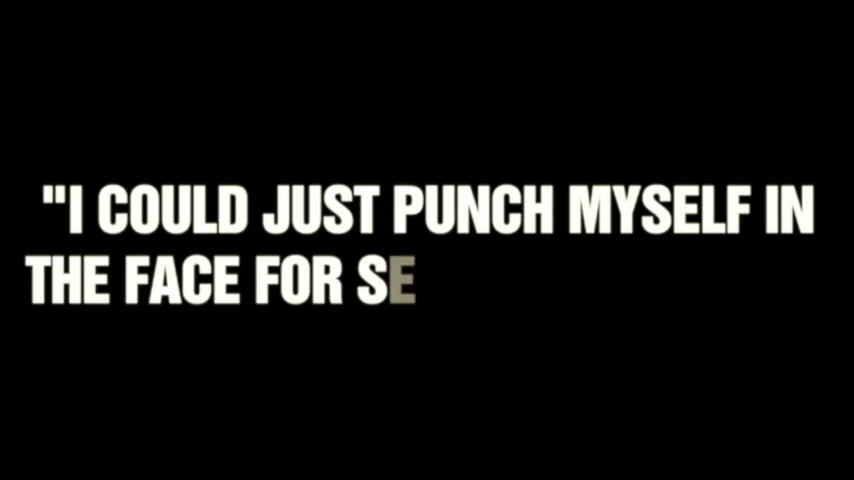 "I COULD JUST PUNCH MYSELF IN
THE FACE FOR SE